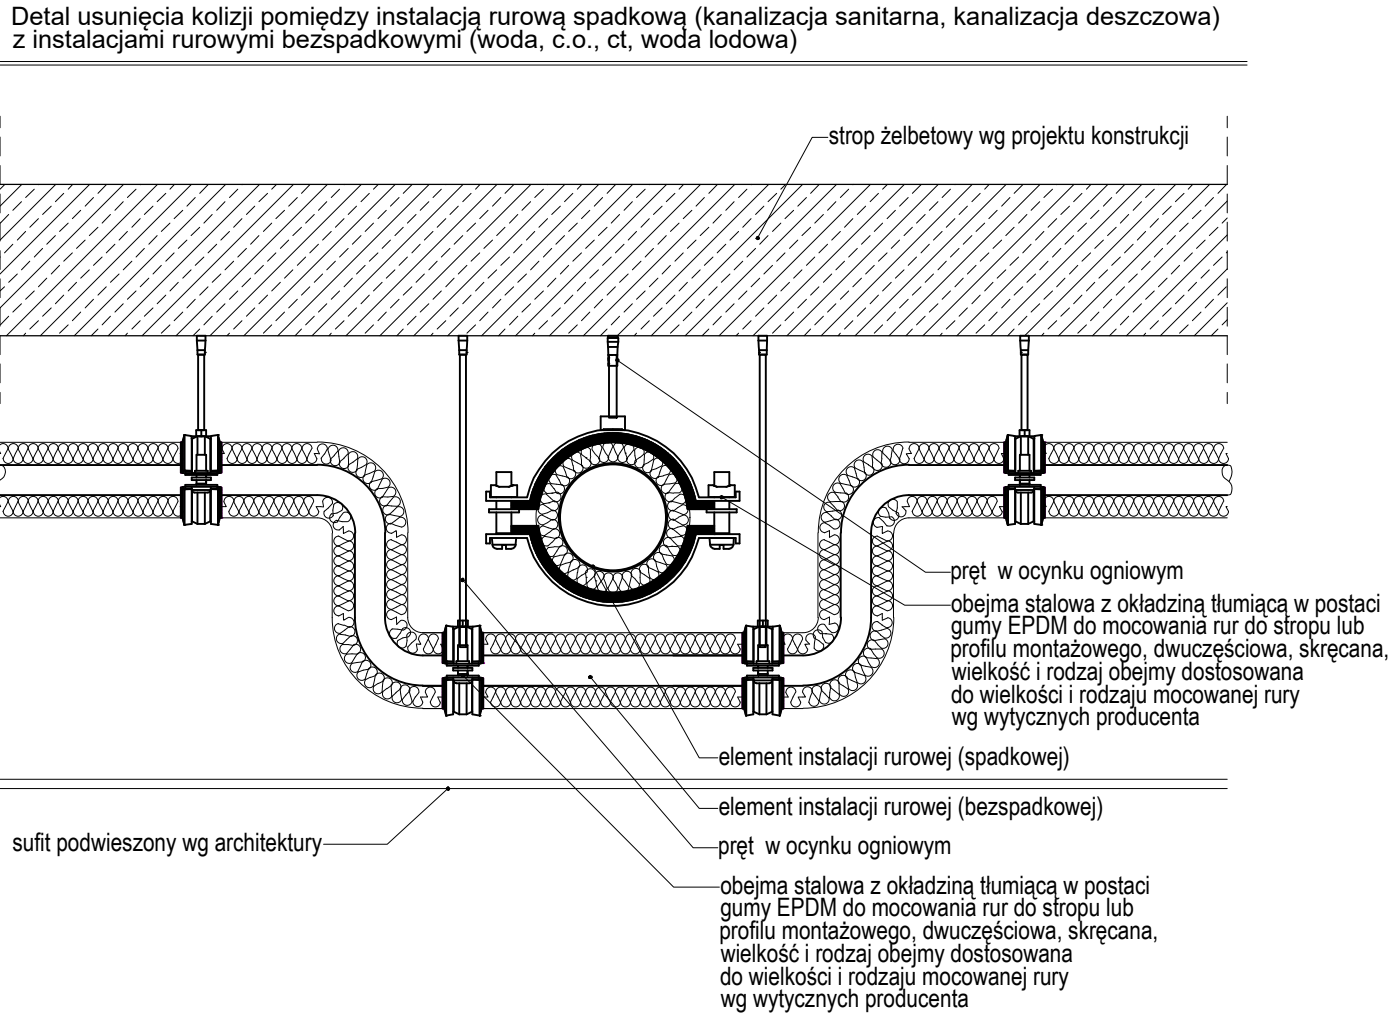 Detal usunięcia kolizji pomiędzy instalacją rurową spadkową (kanalizacja sanitarna, kanalizacja deszczowa)
z instalacjami rurowymi bezspadkowymi (woda, c.o., ct, woda lodowa)
strop żelbetowy wg projektu konstrukcji
pręt w ocynku ogniowym
obejma stalowa z okładziną tłumiącą w postaci
gumy EPDM do mocowania rur do stropu lub
profilu montażowego, dwuczęściowa, skręcana,
wielkość i rodzaj obejmy dostosowana
do wielkości i rodzaju mocowanej rury
wg wytycznych producenta
element instalacji rurowej (spadkowej)
element instalacji rurowej (bezspadkowej)
sufit podwieszony wg architektury
pręt w ocynku ogniowym
obejma stalowa z okładziną tłumiącą w postaci
gumy EPDM do mocowania rur do stropu lub
profilu montażowego, dwuczęściowa, skręcana,
wielkość i rodzaj obejmy dostosowana
do wielkości i rodzaju mocowanej rury
wg wytycznych producenta